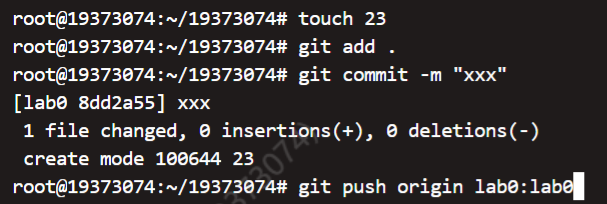 root@19373074:~/19373074# touch 23
root@19373074:~/19373074# git add .
root@19373074:~/19373074# git commit -m "xxx"
[lab0 8dd2a55] xxx
 1 file changed, 0 insertions(+), 0 deletions(-)
 create mode 100644 23
root@19373074:~/19373074# git push origin lab0:lab0